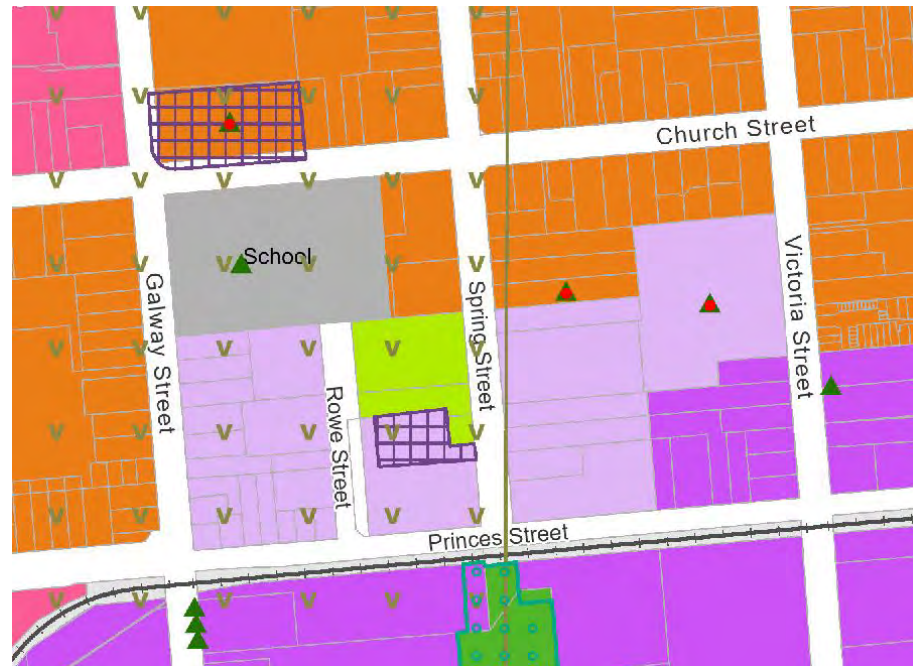 Church Street
School
Galway Street
Spring Street
Victoria Street
Rowe Street
Princes Street